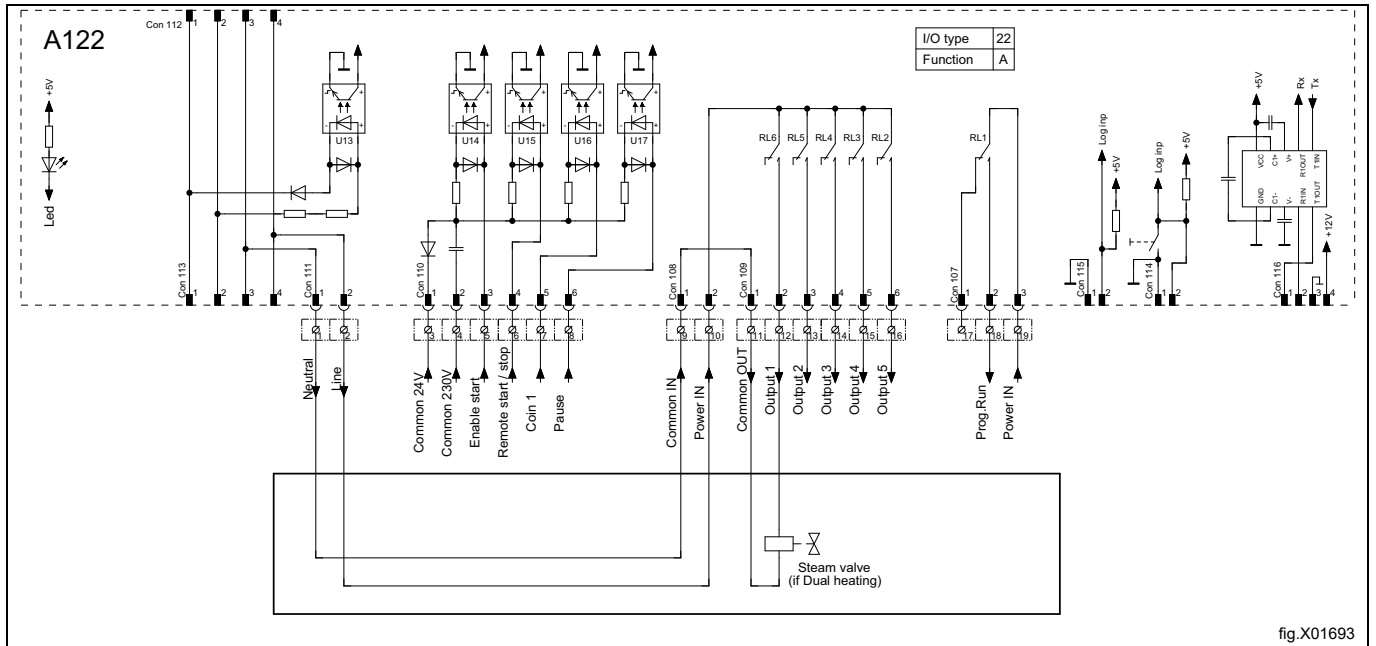 A122
Con 112
1 2 3 4
I/O type 22
Function A
+5V
Led
U13 U14 U15 U16 U17
- + - + - + - + - +
RL6 RL5 RL4 RL3 RL2
RL1
Log inp
+5V
Log inp
+5V
+5V
Rx
Tx
VCC C1+ V+ R1OUT T1IN
GND C1- V- R1IN T1OUT
+12V
Con 113
1 2 3 4
Con 111
1 2
Con 110
1 2 3 4 5 6
Con 108
1 2
Con 109
1 2 3 4 5 6
Con 107
1 2 3
Con 115
1 2
Con 114
1 2
Con 116
1 2 3 4
1 2 3 4 5 6 7 8 9 10 11 12 13 14 15 16 17 18 19
Neutral
Line
Common 24V
Common 230V
Enable start
Remote start / stop
Coin 1
Pause
Common IN
Power IN
Common OUT
Output 1
Output 2
Output 3
Output 4
Output 5
Prog.Run
Power IN
Steam valve
(if Dual heating)
fig.X01693